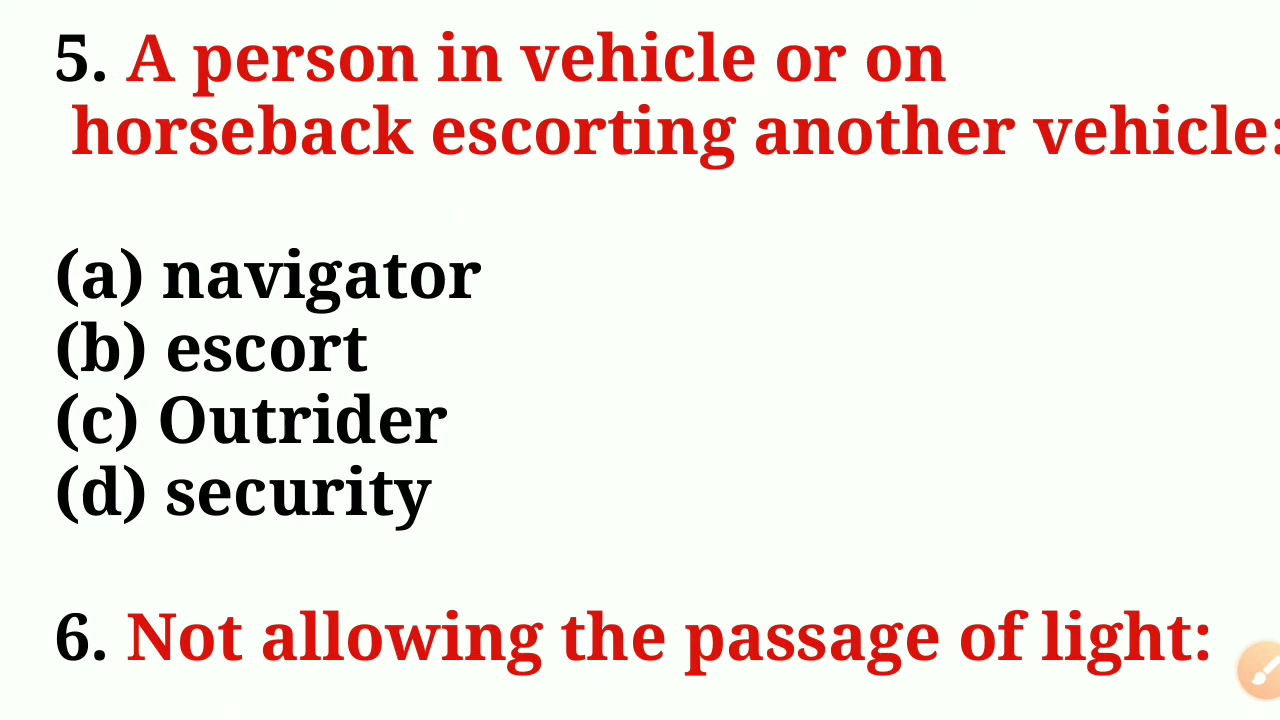 5. A person in vehicle or on
horseback escorting another vehicle:
(a) navigator
(b) escort
(c) Outrider
(d) security
6. Not allowing the passage of light: